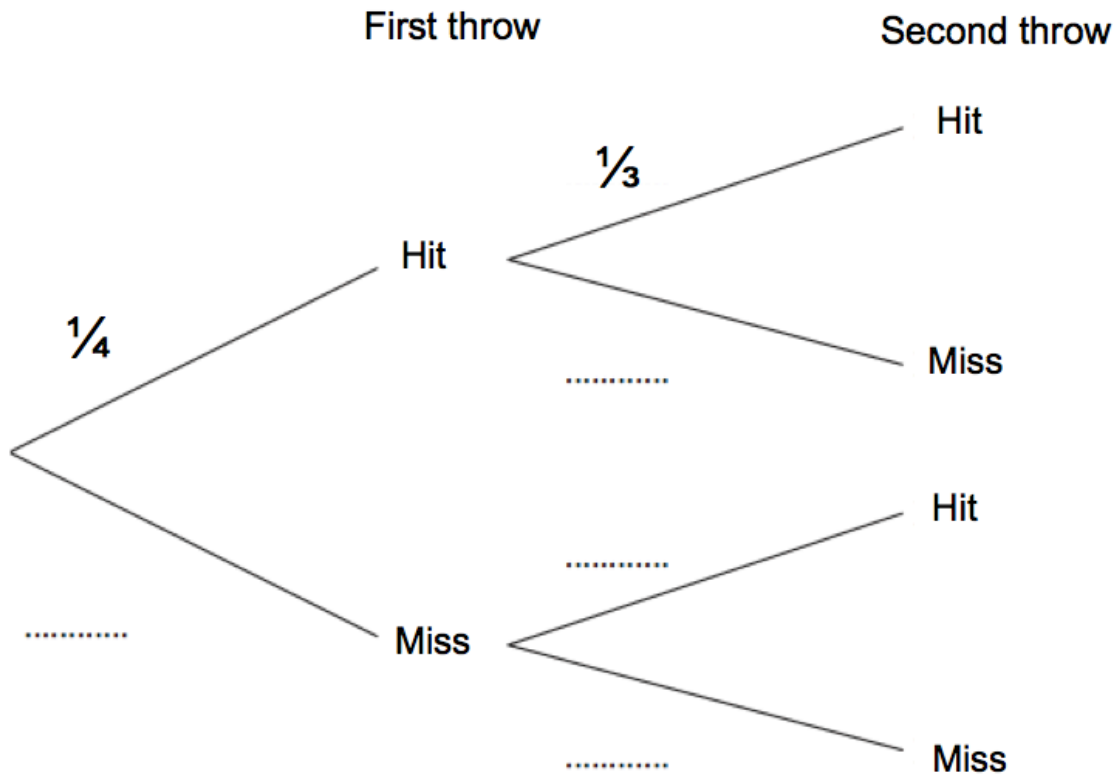 First throw
Second throw
Hit
⅓
Hit
¼
Miss
............
Hit
............
............
Miss
............
Miss